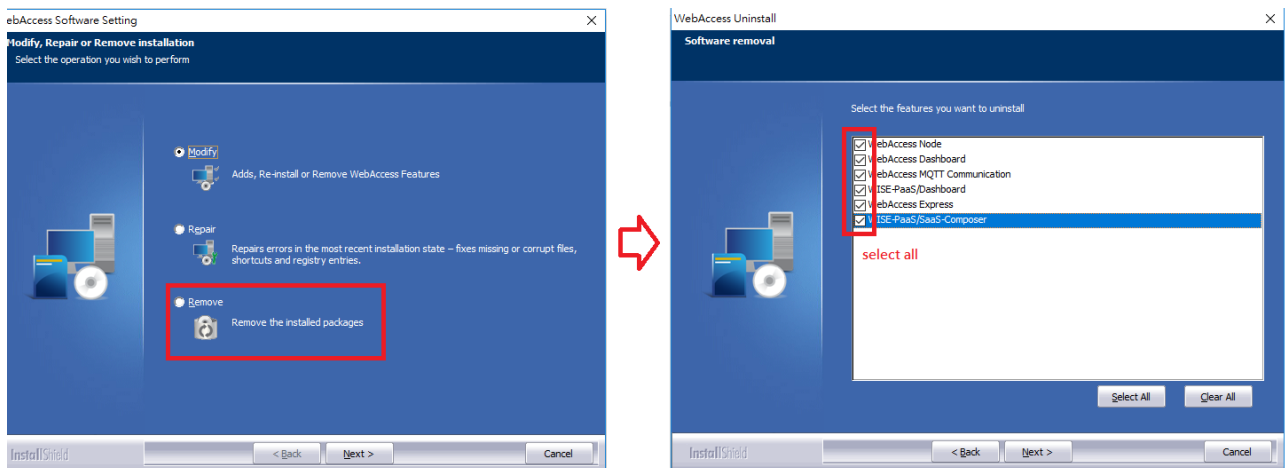 ebAccess Software Setting
Modify, Repair or Remove installation
Select the operation you wish to perform
Modify
Adds, Re-install or Remove WebAccess Features
Repair
Repairs errors in the most recent installation state – fixes missing or corrupt files,
shortcuts and registry entries.
Remove
Remove the installed packages
InstallShield
< Back
Next >
Cancel
WebAccess Uninstall
Software removal
Select the features you want to uninstall
WebAccess Node
WebAccess Dashboard
WebAccess MQTT Communication
WISE-PaaS/Dashboard
WebAccess Express
WISE-PaaS/SaaS-Composer
select all
Select All
Clear All
InstallShield
< Back
Next >
Cancel